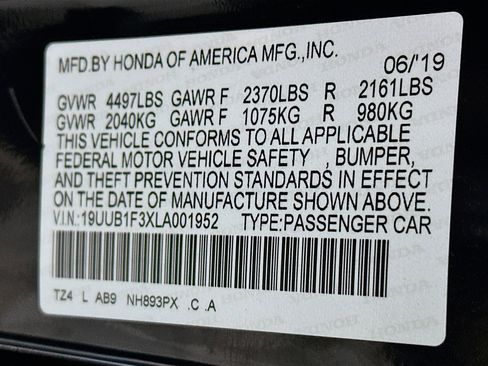 MFD.BY HONDA OF AMERICA MFG.,INC. 06/'19
GVWR 4497LBS GAWR F 2370LBS R 2161LBS
GVWR 2040KG GAWR F 1075KG R 980KG
THIS VEHICLE CONFORMS TO ALL APPLICABLE
FEDERAL MOTOR VEHICLE SAFETY , BUMPER,
AND THEFT PREVENTION STANDARDS IN EFFECT
ON THE DATE OF MANUFACTURE SHOWN ABOVE.
V.I.N.:19UUB1F3XLA001952 TYPE:PASSENGER CAR
TZ4 L AB9 NH893PX .C .A